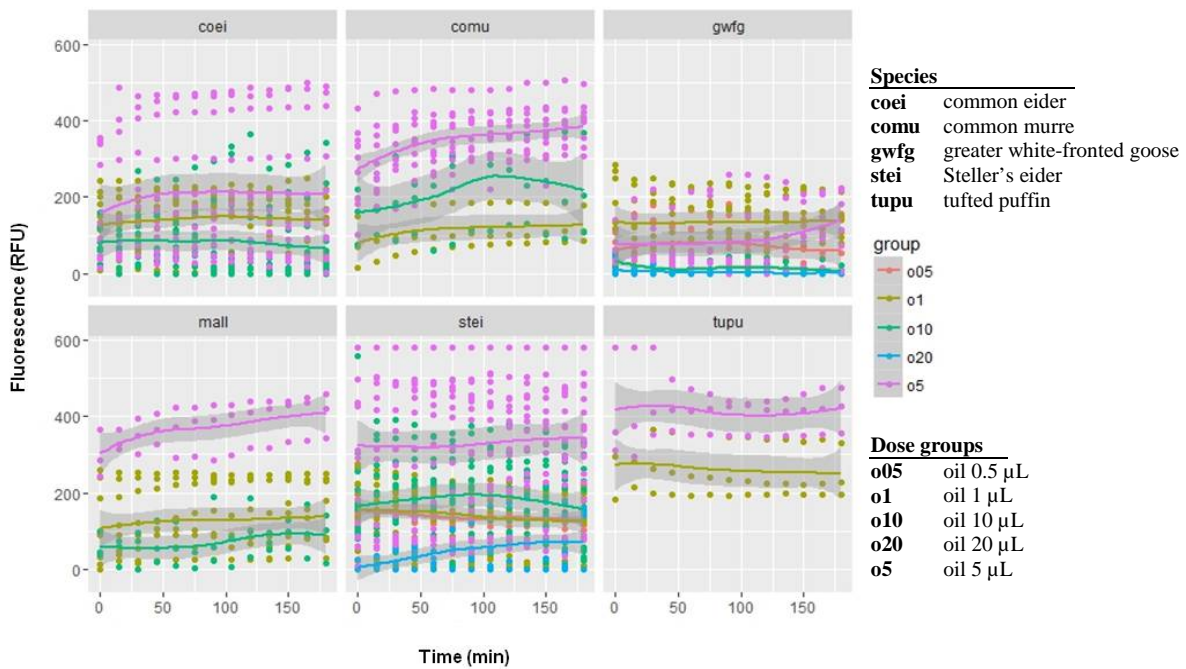 coei comu gwfg
600
400
200
0
mall stei tupu
600
400
200
0
0 50 100 150 0 50 100 150 0 50 100 150
Fluorescence (RFU)
Time (min)
Species
coei common eider
comu common murre
gwfg greater white-fronted goose
stei Steller's eider
tupu tufted puffin
group
o05
o1
o10
o20
o5
Dose groups
o05 oil 0.5 µL
o1 oil 1 µL
o10 oil 10 µL
o20 oil 20 µL
o5 oil 5 µL